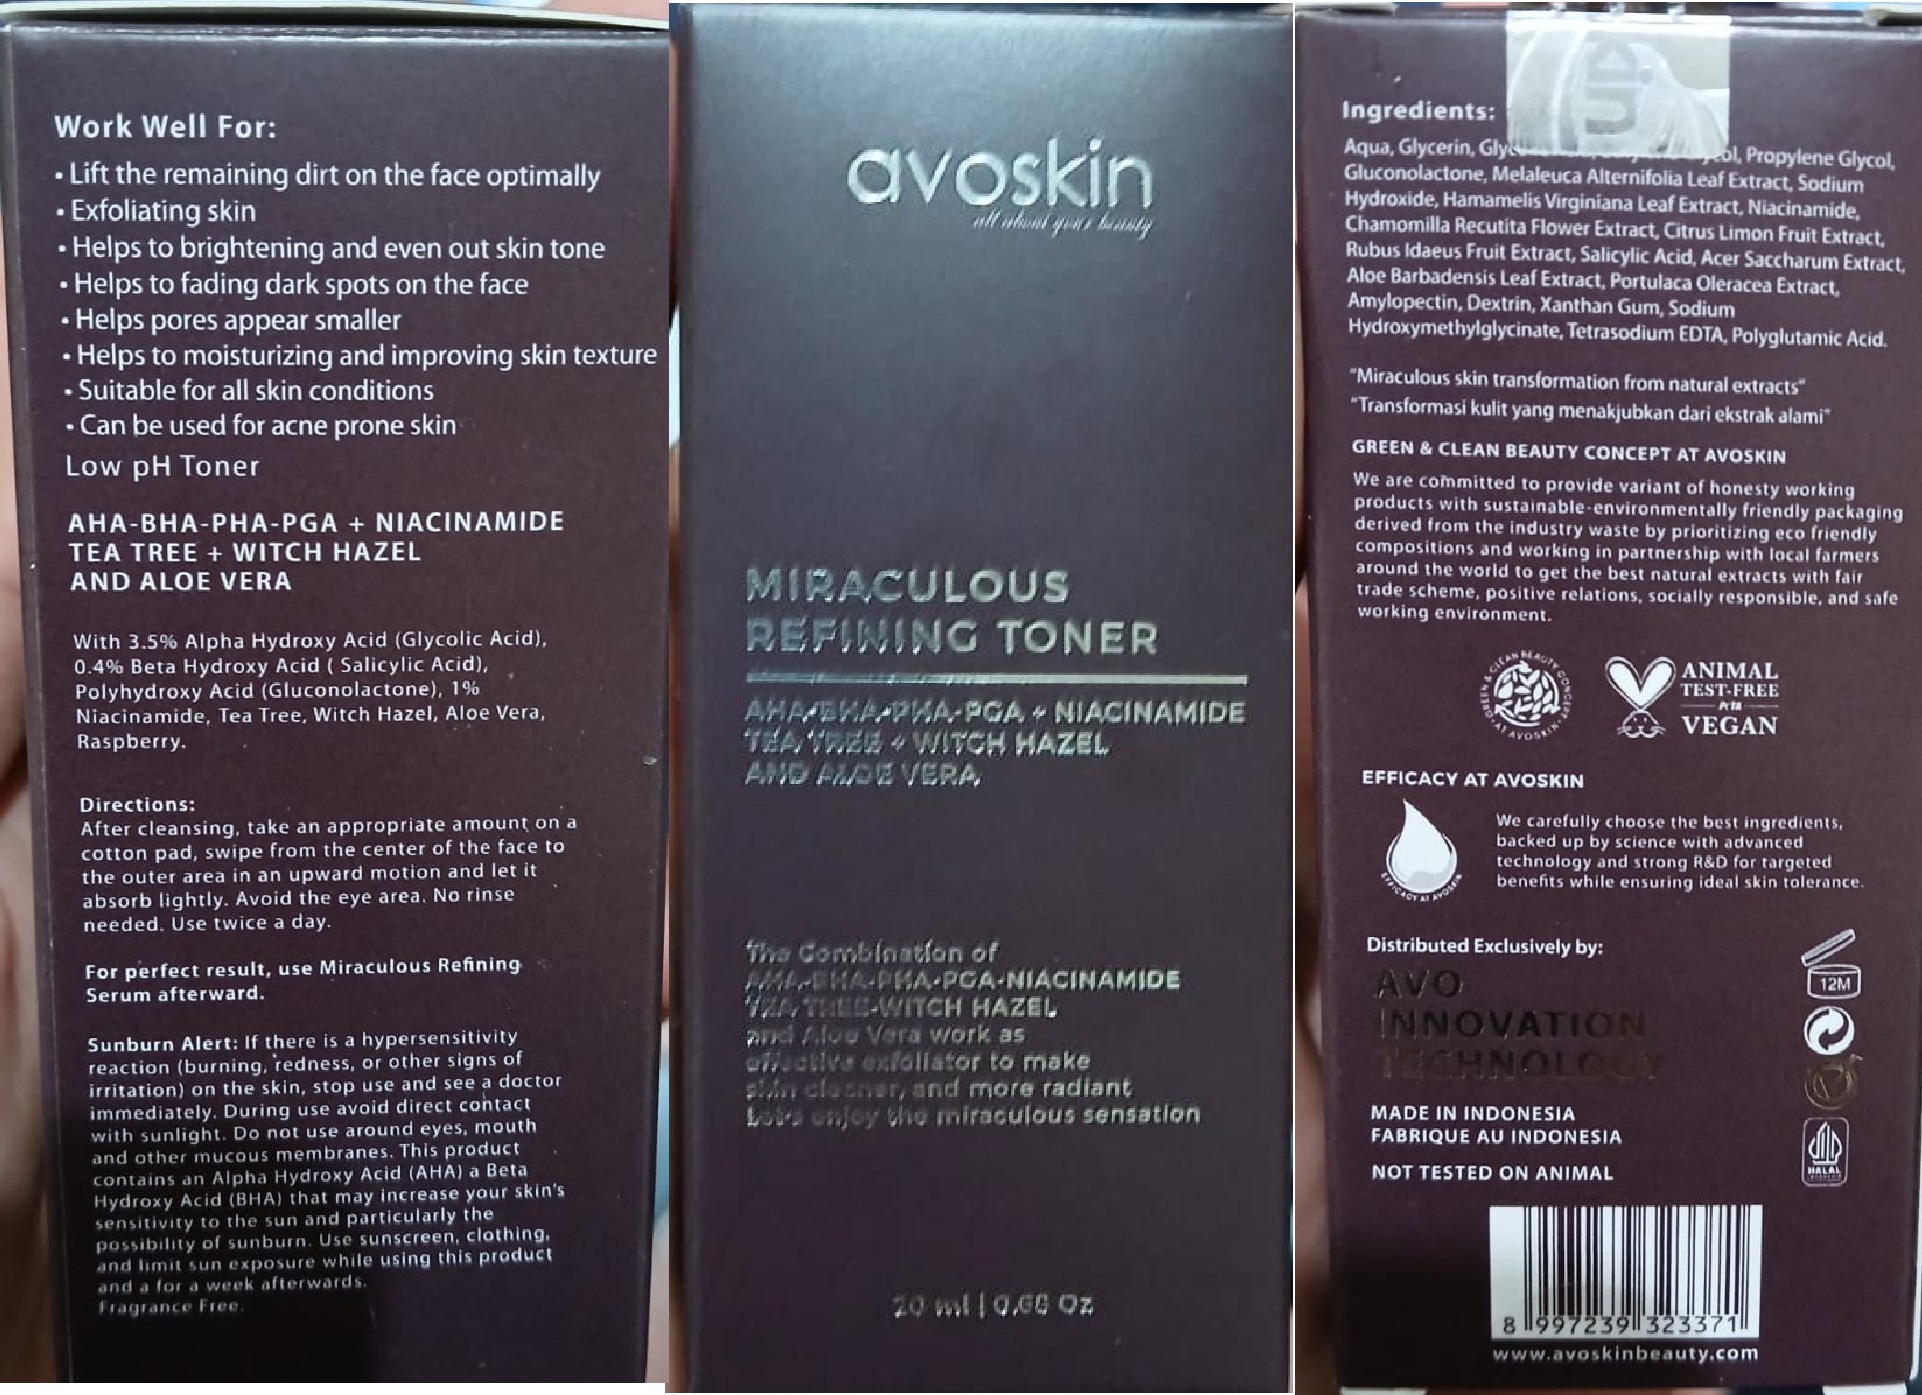 Work Well For:
• Lift the remaining dirt on the face optimally
• Exfoliating skin
• Helps to brightening and even out skin tone
• Helps to fading dark spots on the face
• Helps pores appear smaller
• Helps to moisturizing and improving skin texture
• Suitable for all skin conditions
• Can be used for acne prone skin
Low pH Toner
AHA-BHA-PHA-PGA + NIACINAMIDE
TEA TREE + WITCH HAZEL
AND ALOE VERA
With 3.5% Alpha Hydroxy Acid (Glycolic Acid),
0.4% Beta Hydroxy Acid ( Salicylic Acid),
Polyhydroxy Acid (Gluconolactone), 1%
Niacinamide, Tea Tree, Witch Hazel, Aloe Vera,
Raspberry.
Directions:
After cleansing, take an appropriate amount on a
cotton pad, swipe from the center of the face to
the outer area in an upward motion and let it
absorb lightly. Avoid the eye area. No rinse
needed. Use twice a day.
For perfect result, use Miraculous Refining
Serum afterward.
Sunburn Alert: If there is a hypersensitivity
reaction (burning, redness, or other signs of
irritation) on the skin, stop use and see a doctor
immediately. During use avoid direct contact
with sunlight. Do not use around eyes, mouth
and other mucous membranes. This product
contains an Alpha Hydroxy Acid (AHA) a Beta
Hydroxy Acid (BHA) that may increase your skin's
sensitivity to the sun and particularly the
possibility of sunburn. Use sunscreen, clothing,
and limit sun exposure while using this product
and a for a week afterwards.
Fragrance Free.
avoskin
all about your beauty
MIRACULOUS
REFINING TONER
AHA-BHA-PHA-PGA + NIACINAMIDE
TEA TREE + WITCH HAZEL
AND ALOE VERA
The Combination of
AHA-BHA-PHA-PGA-NIACINAMIDE
TEA TREE-WITCH HAZEL
and Aloe Vera work as
effective exfoliator to make
skin cleaner, and more radiant
Let's enjoy the miraculous sensation
20 ml | 0.66 Oz
Ingredients:
Aqua, Glycerin, Propylene Glycol,
Gluconolactone, Melaleuca Alternifolia Leaf Extract, Sodium
Hydroxide, Hamamelis Virginiana Leaf Extract, Niacinamide,
Chamomilla Recutita Flower Extract, Citrus Limon Fruit Extract,
Rubus Idaeus Fruit Extract, Salicylic Acid, Acer Saccharum Extract,
Aloe Barbadensis Leaf Extract, Portulaca Oleracea Extract,
Amylopectin, Dextrin, Xanthan Gum, Sodium
Hydroxymethylglycinate, Tetrasodium EDTA, Polyglutamic Acid.
"Miraculous skin transformation from natural extracts"
"Transformasi kulit yang menakjubkan dari ekstrak alami"
GREEN & CLEAN BEAUTY CONCEPT AT AVOSKIN
We are committed to provide variant of honesty working
products with sustainable-environmentally friendly packaging
derived from the industry waste by prioritizing eco friendly
compositions and working in partnership with local farmers
around the world to get the best natural extracts with fair
trade scheme, positive relations, socially responsible, and safe
working environment.
GREEN & CLEAN BEAUTY CONCEPT AT AVOSKIN
ANIMAL
TEST-FREE
PeTA
VEGAN
EFFICACY AT AVOSKIN
We carefully choose the best ingredients,
backed up by science with advanced
technology and strong R&D for targeted
benefits while ensuring ideal skin tolerance.
EFFICACY AT AVOSKIN
Distributed Exclusively by:
AVO
INNOVATION
TECHNOLOGY
12M
MADE IN INDONESIA
FABRIQUE AU INDONESIA
NOT TESTED ON ANIMAL
HALAL
8 997239 323371
www.avoskinbeauty.com